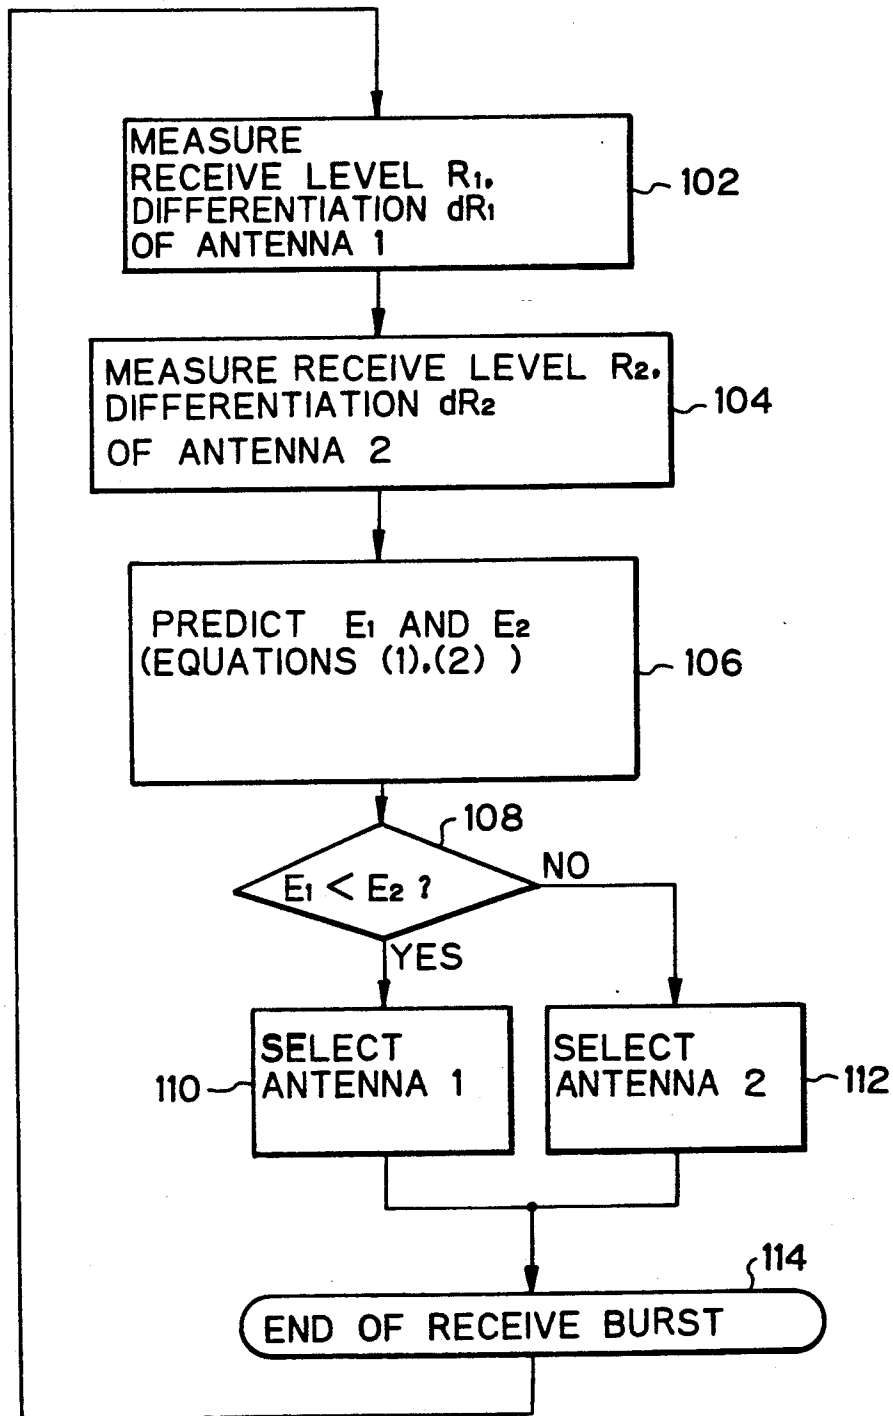 MEASURE
RECEIVE LEVEL R1,
DIFFERENTIATION dR1
OF ANTENNA 1
102
MEASURE RECEIVE LEVEL R2,
DIFFERENTIATION dR2
OF ANTENNA 2
104
PREDICT E1 AND E2
(EQUATIONS (1),(2) )
106
108
E1 < E2 ?
NO
YES
SELECT
ANTENNA 1
110
SELECT
ANTENNA 2
112
114
END OF RECEIVE BURST